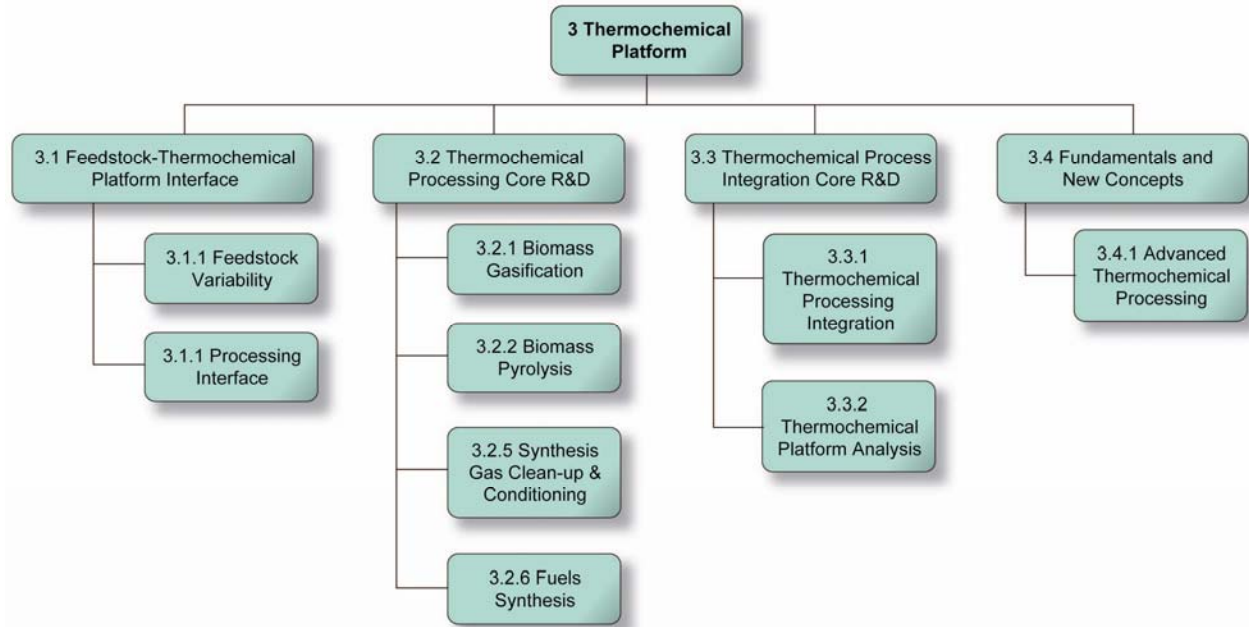 3 Thermochemical
Platform
3.1 Feedstock-Thermochemical
Platform Interface
3.1.1 Feedstock
Variability
3.1.1 Processing
Interface
3.2 Thermochemical
Processing Core R&D
3.2.1 Biomass
Gasification
3.2.2 Biomass
Pyrolysis
3.2.5 Synthesis
Gas Clean-up &
Conditioning
3.2.6 Fuels
Synthesis
3.3 Thermochemical Process
Integration Core R&D
3.3.1
Thermochemical
Processing
Integration
3.3.2
Thermochemical
Platform Analysis
3.4 Fundamentals and
New Concepts
3.4.1 Advanced
Thermochemical
Processing